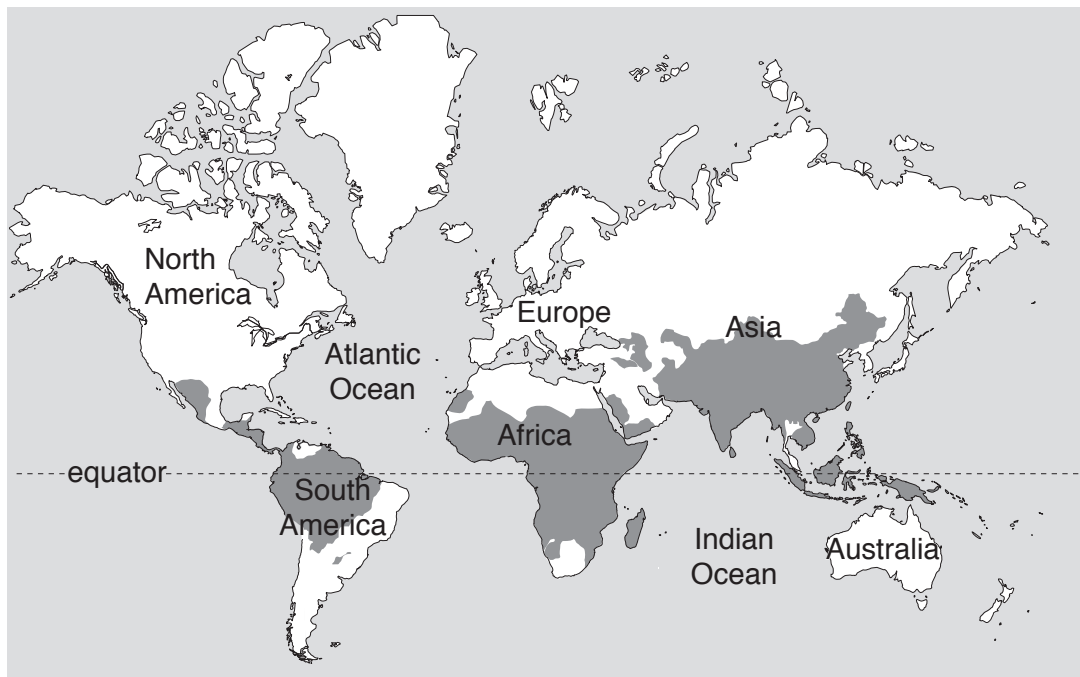 North
America
Europe
Asia
Atlantic
Ocean
Africa
equator
South
America
Indian
Ocean
Australia